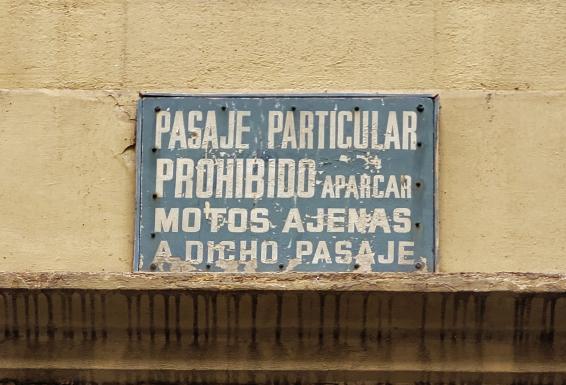 PASAJE PARTICULAR
PROHIBIDO APARCAR
MOTOS AJENAS
A DICHO PASAJE